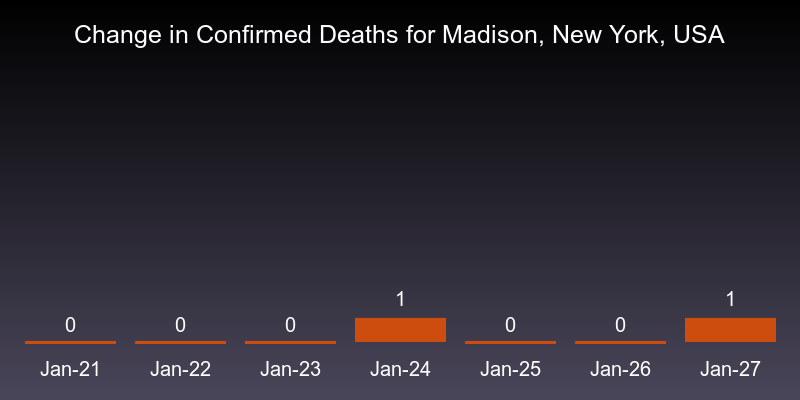 Change in Confirmed Deaths for Madison, New York, USA
0 0 0 1 0 0 1
Jan-21 Jan-22 Jan-23 Jan-24 Jan-25 Jan-26 Jan-27